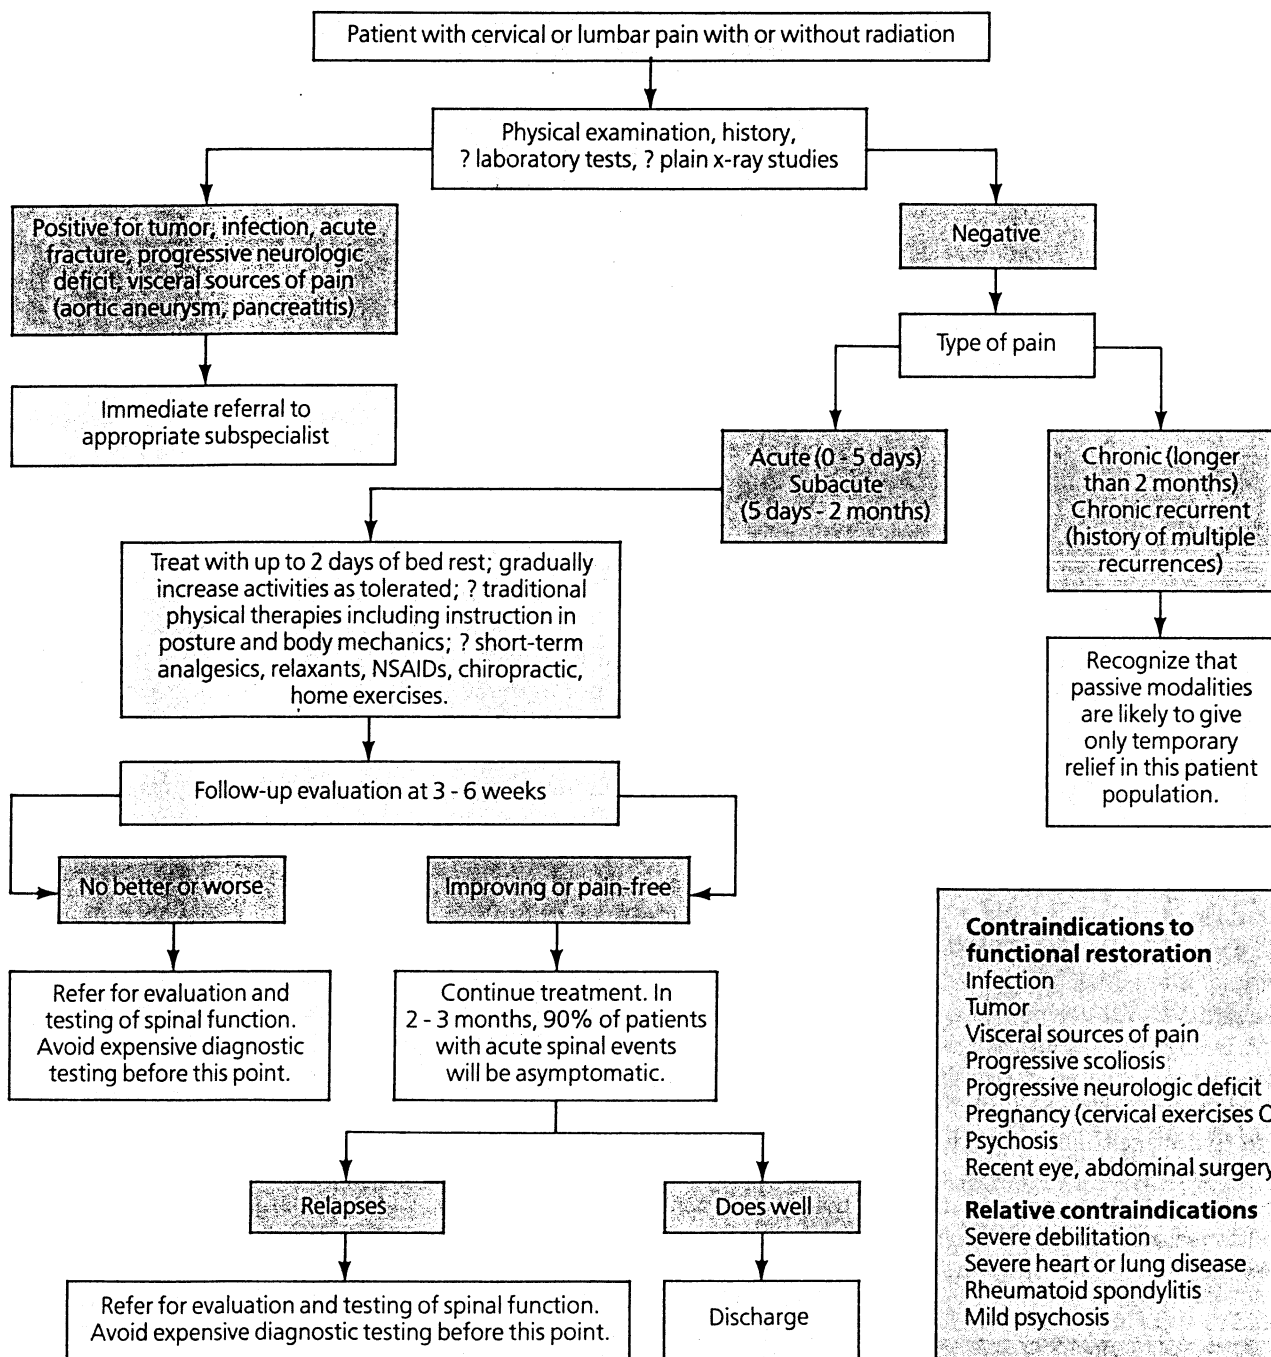 Patient with cervical or lumbar pain with or without radiation
Physical examination, history,
? laboratory tests, ? plain x-ray studies
Positive for tumor, infection, acute
fracture, progressive neurologic
deficit, visceral sources of pain
(aortic aneurysm, pancreatitis)
Negative
Immediate referral to
appropriate subspecialist
Type of pain
Acute (0 - 5 days)
Subacute
(5 days - 2 months)
Chronic (longer
than 2 months)
Chronic recurrent
(history of multiple
recurrences)
Treat with up to 2 days of bed rest; gradually
increase activities as tolerated; ? traditional
physical therapies including instruction in
posture and body mechanics; ? short-term
analgesics, relaxants, NSAIDs, chiropractic,
home exercises.
Recognize that
passive modalities
are likely to give
only temporary
relief in this patient
population.
Follow-up evaluation at 3 - 6 weeks
No better or worse
Improving or pain-free
Refer for evaluation and
testing of spinal function.
Avoid expensive diagnostic
testing before this point.
Continue treatment. In
2 - 3 months, 90% of patients
with acute spinal events
will be asymptomatic.
Relapses
Does well
Refer for evaluation and testing of spinal function.
Avoid expensive diagnostic testing before this point.
Discharge
Contraindications to
functional restoration
Infection
Tumor
Visceral sources of pain
Progressive scoliosis
Progressive neurologic deficit
Pregnancy (cervical exercises
Psychosis
Recent eye, abdominal surgery
Relative contraindications
Severe debilitation
Severe heart or lung disease
Rheumatoid spondylitis
Mild psychosis